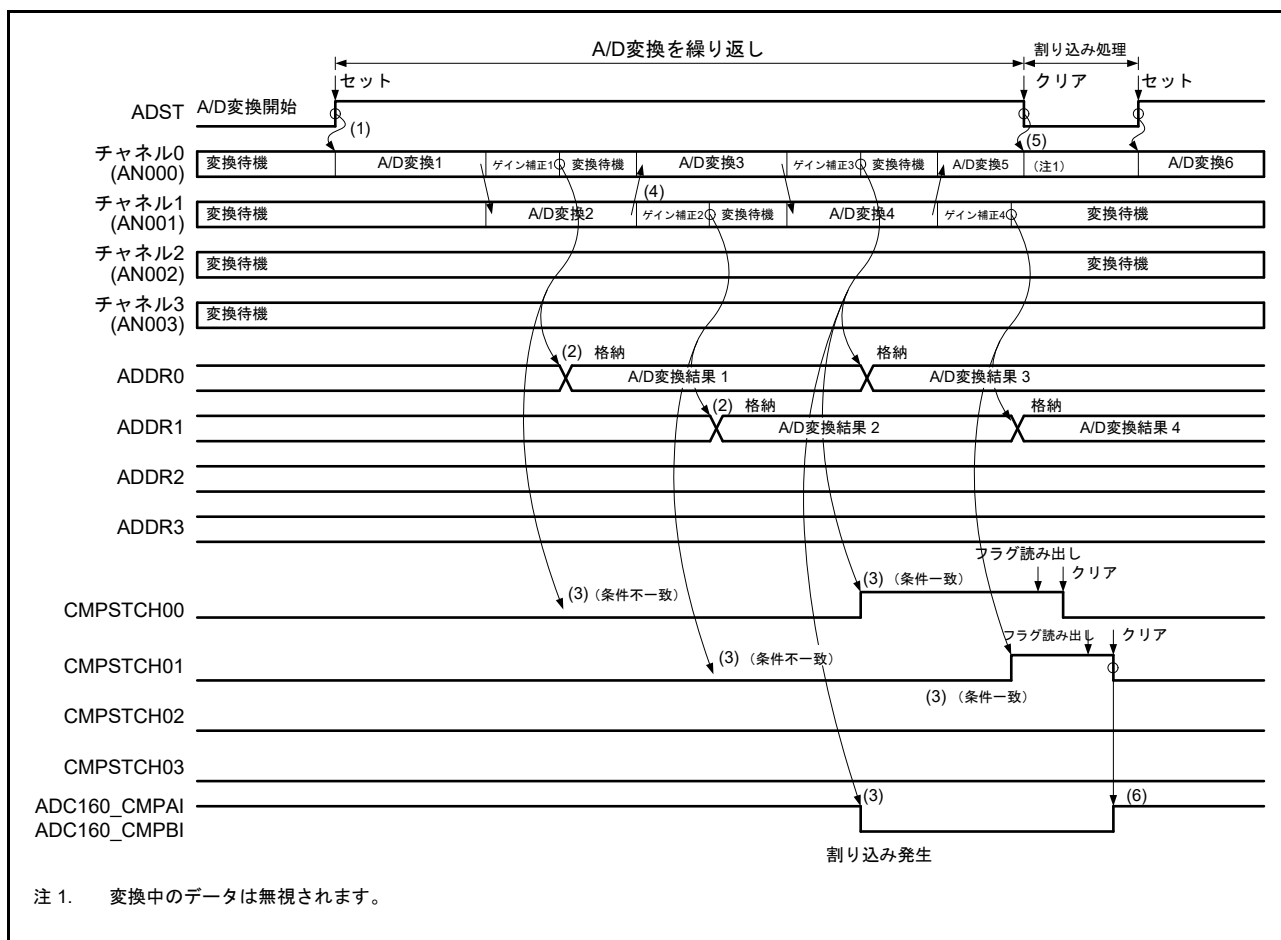 A/D変換を繰り返し 割り込み処理
セット クリア セット
ADST A/D変換開始
(1) (5)
チャネル0 (AN000) 変換待機 A/D変換1 ゲイン補正1 変換待機 A/D変換3 ゲイン補正3 変換待機 A/D変換5 (注1) A/D変換6
(4)
チャネル1 (AN001) 変換待機 A/D変換2 ゲイン補正2 変換待機 A/D変換4 ゲイン補正4 変換待機
チャネル2 (AN002) 変換待機 変換待機
チャネル3 (AN003) 変換待機
(2) 格納 格納
ADDR0 A/D変換結果 1 A/D変換結果 3
(2) 格納 格納
ADDR1 A/D変換結果 2 A/D変換結果 4
ADDR2
ADDR3
フラグ読み出し クリア
(3) (条件不一致) (3) (条件一致)
CMPSTCH00
フラグ読み出し クリア
(3) (条件不一致)
CMPSTCH01
(3) (条件一致)
CMPSTCH02
CMPSTCH03
ADC160_CMPAI (3) (6)
ADC160_CMPBI
割り込み発生
注 1. 変換中のデータは無視されます。